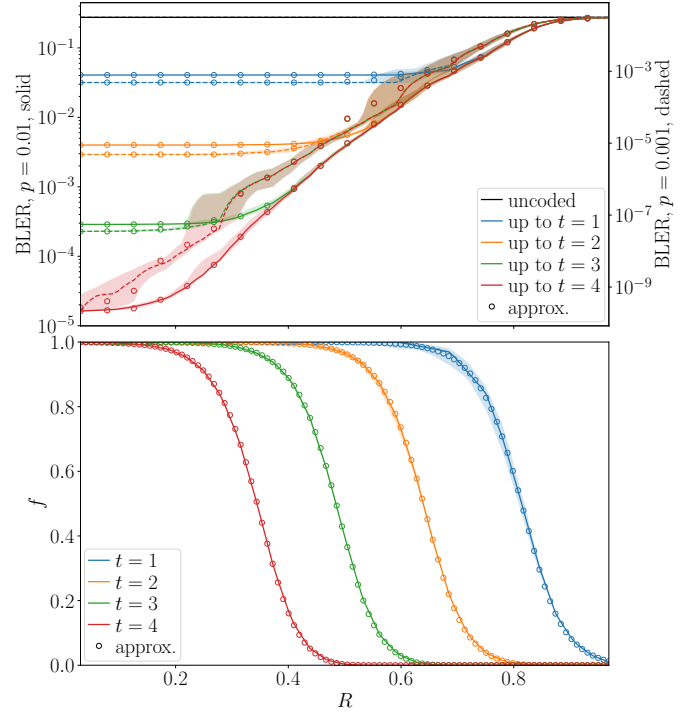 10⁻¹
10⁻²
10⁻³
10⁻⁴
10⁻⁵
BLER, p = 0.01, solid
10⁻³
10⁻⁵
10⁻⁷
10⁻⁹
BLER, p = 0.001, dashed
uncoded
up to t = 1
up to t = 2
up to t = 3
up to t = 4
approx.
1.0
0.8
0.6
0.4
0.2
0.0
f
t = 1
t = 2
t = 3
t = 4
approx.
0.2 0.4 0.6 0.8
R